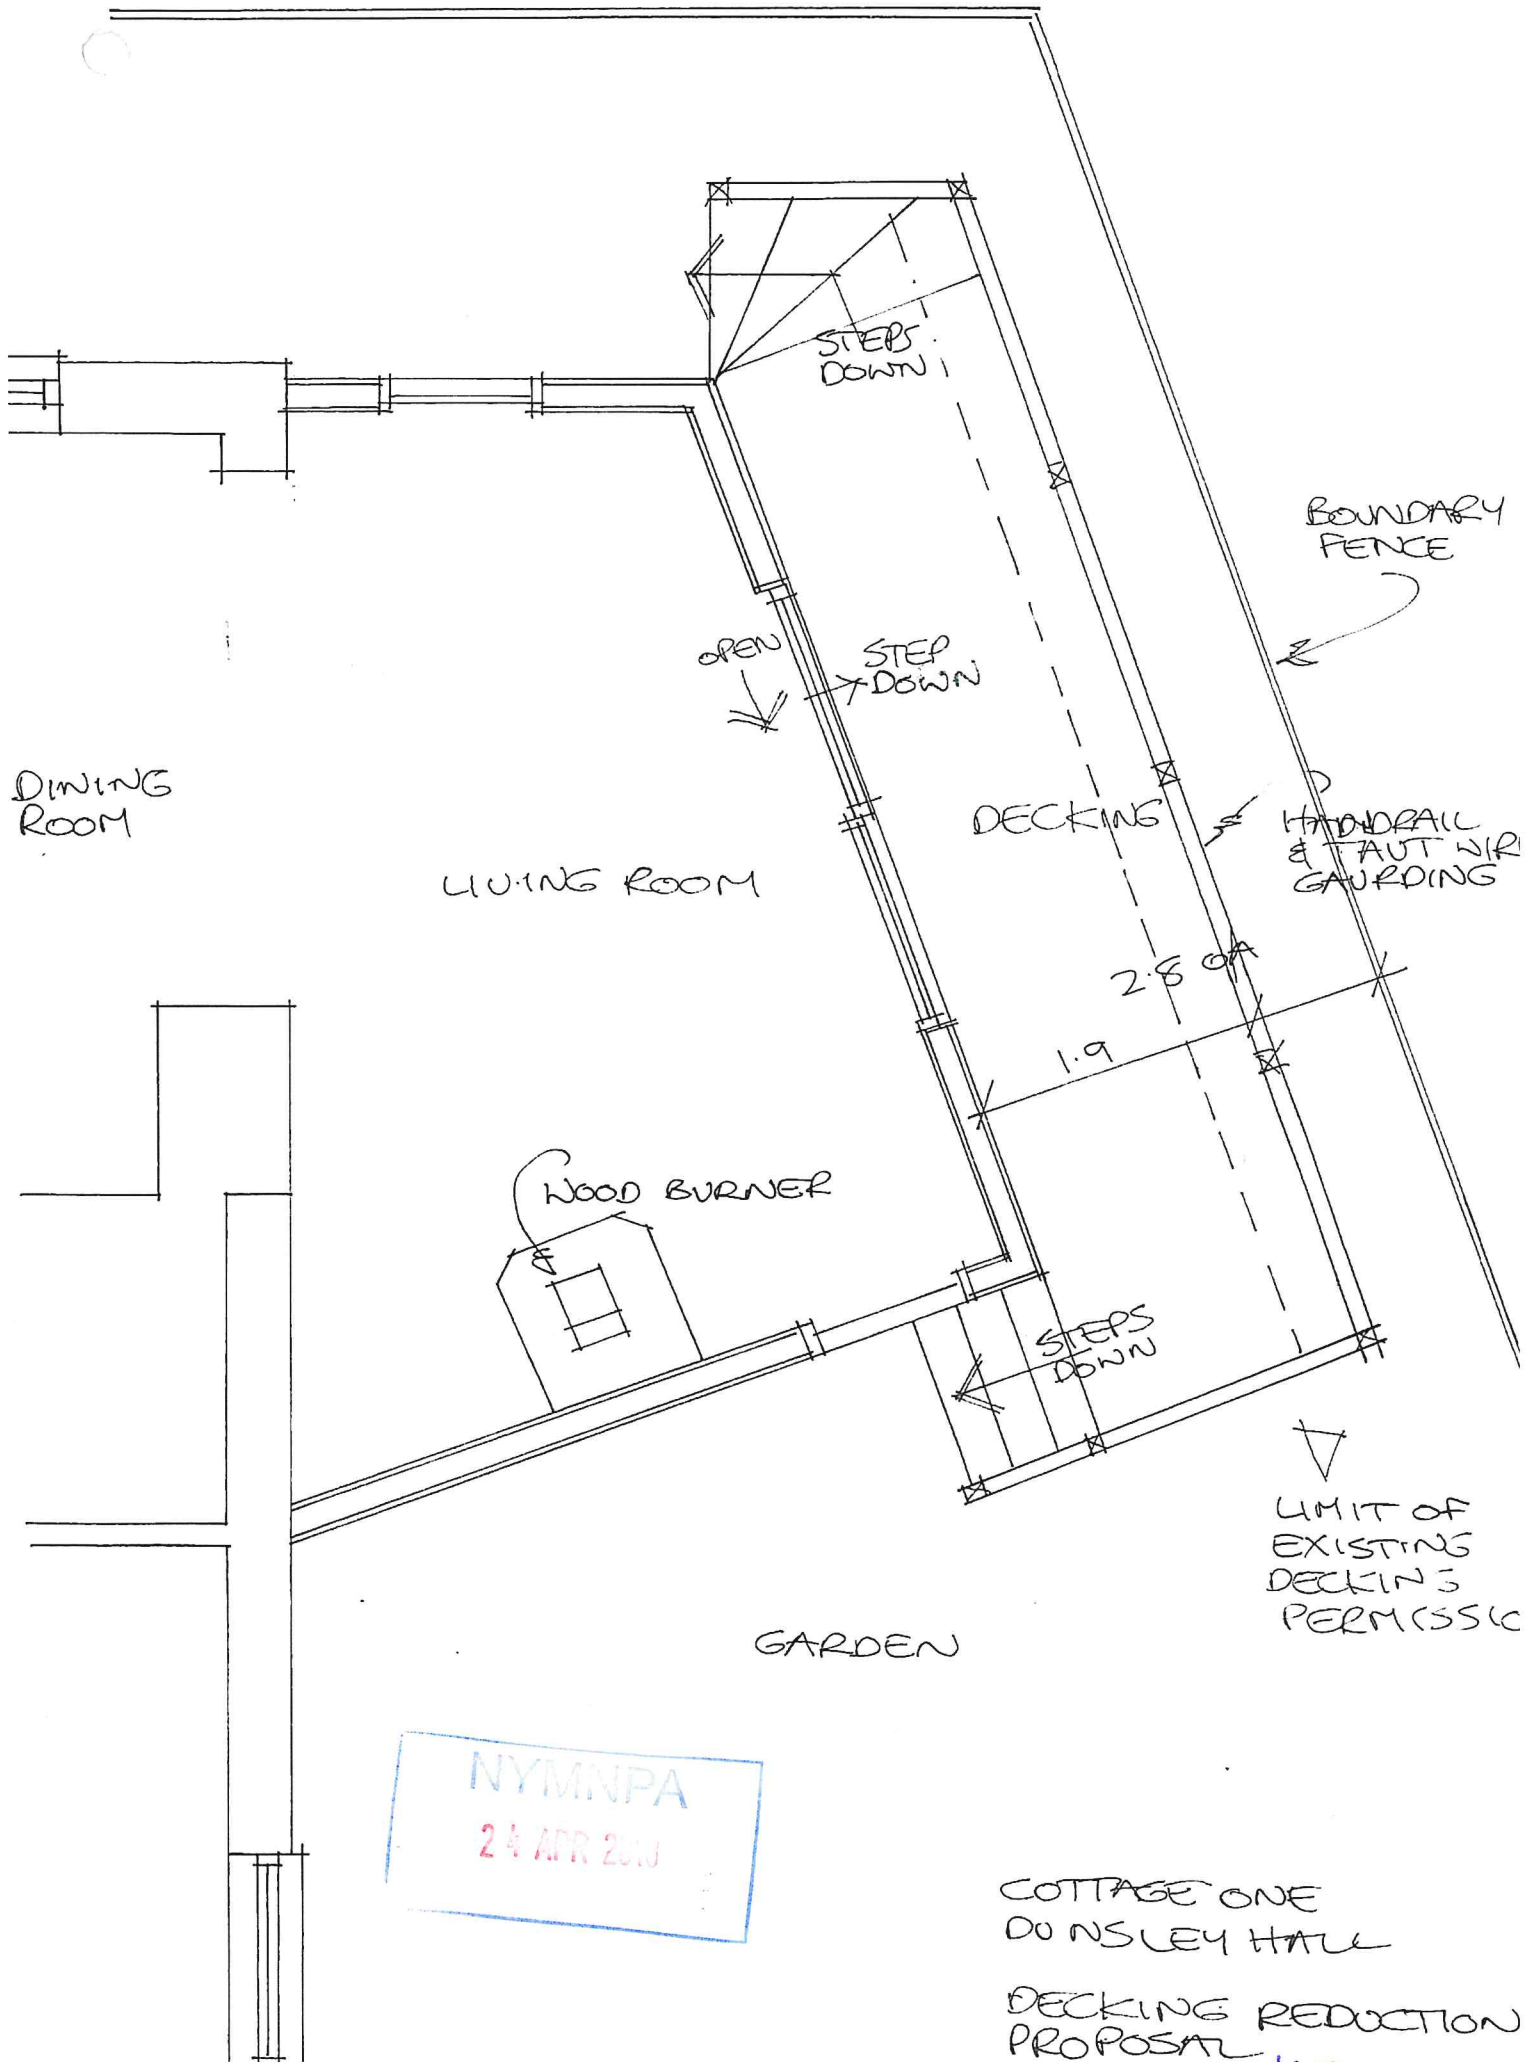 STEPS
DOWN
BOUNDARY
FENCE
OPEN
STEP
DOWN
DINING
ROOM
DECKING
HANDRAIL
& TAUT WIR
GAURDING
LIVING ROOM
2.8 OA
1.9
WOOD BURNER
STEPS
DOWN
LIMIT OF
EXISTING
DECKING
PERMISSIO
GARDEN
NYMNPA
24 APR
COTTAGE ONE
DUNSLEY HALL
DECKING REDUCTION
PROPOSAL